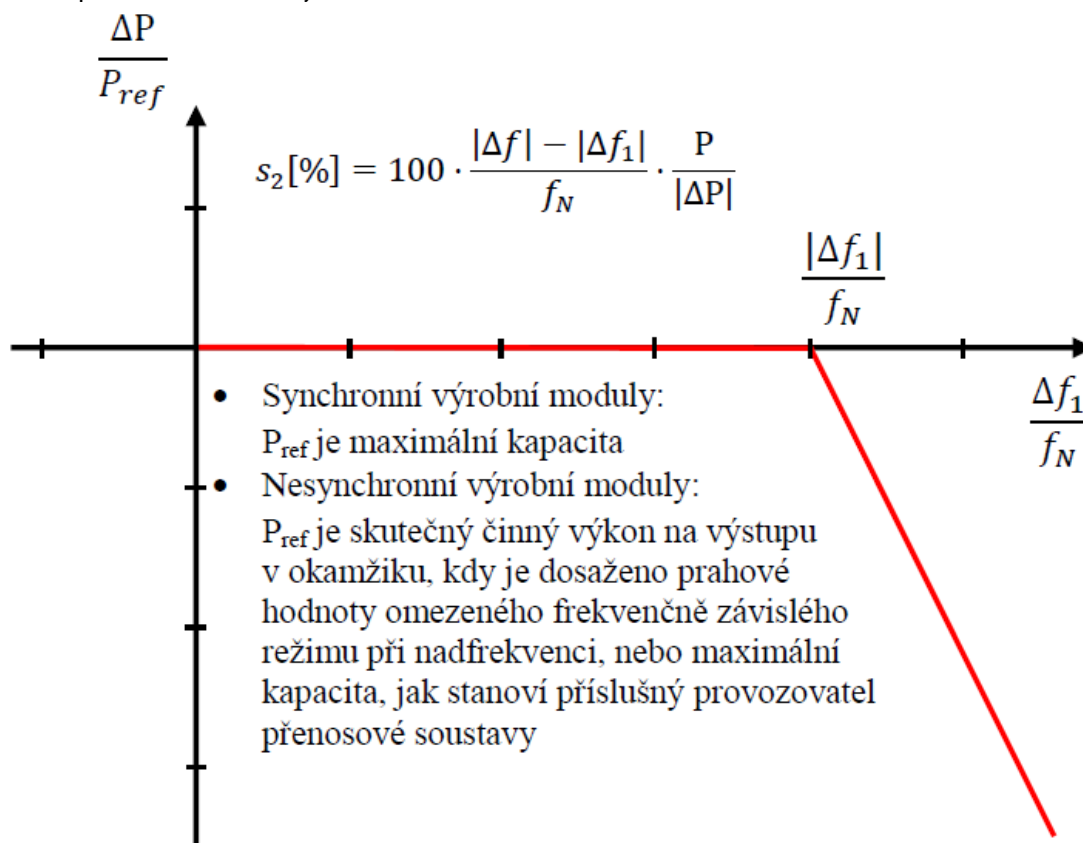 ΔP
P_ref
s₂[%] = 100 · (|Δf| − |Δf₁|)/f_N · P/|ΔP|
|Δf₁|
f_N
Δf₁
f_N
• Synchronní výrobní moduly:
P_ref je maximální kapacita
• Nesynchronní výrobní moduly:
P_ref je skutečný činný výkon na výstupu
v okamžiku, kdy je dosaženo prahové
hodnoty omezeného frekvenčně závislého
režimu při nadfrekvenci, nebo maximální
kapacita, jak stanoví příslušný provozovatel
přenosové soustavy